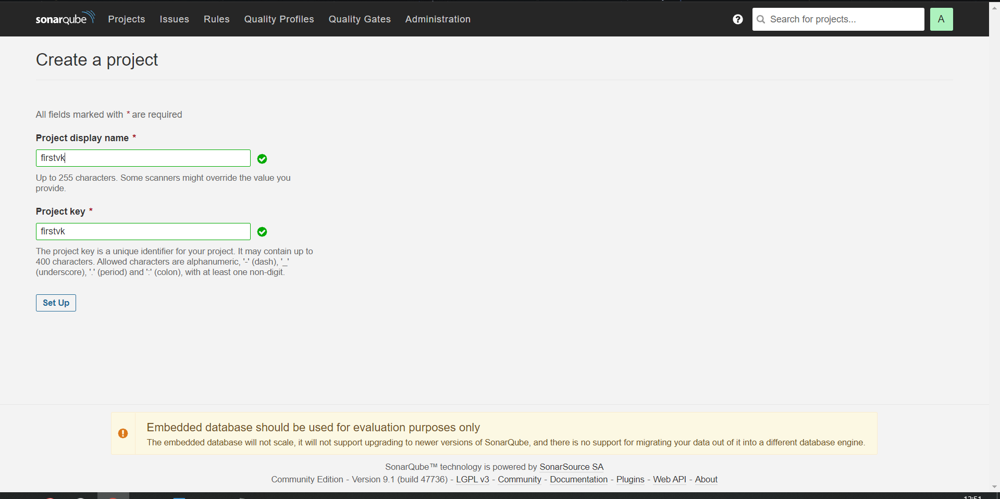 sonarqube Projects Issues Rules Quality Profiles Quality Gates Administration ? Search for projects... A
Create a project
All fields marked with * are required
Project display name *
firstvk
Up to 255 characters. Some scanners might override the value you
provide.
Project key *
firstvk
The project key is a unique identifier for your project. It may contain up to
400 characters. Allowed characters are alphanumeric, '-' (dash), '_'
(underscore), '.' (period) and ':' (colon), with at least one non-digit.
Set Up
Embedded database should be used for evaluation purposes only
The embedded database will not scale, it will not support upgrading to newer versions of SonarQube, and there is no support for migrating your data out of it into a different database engine.
SonarQube™ technology is powered by SonarSource SA
Community Edition - Version 9.1 (build 47736) - LGPL v3 - Community - Documentation - Plugins - Web API - About